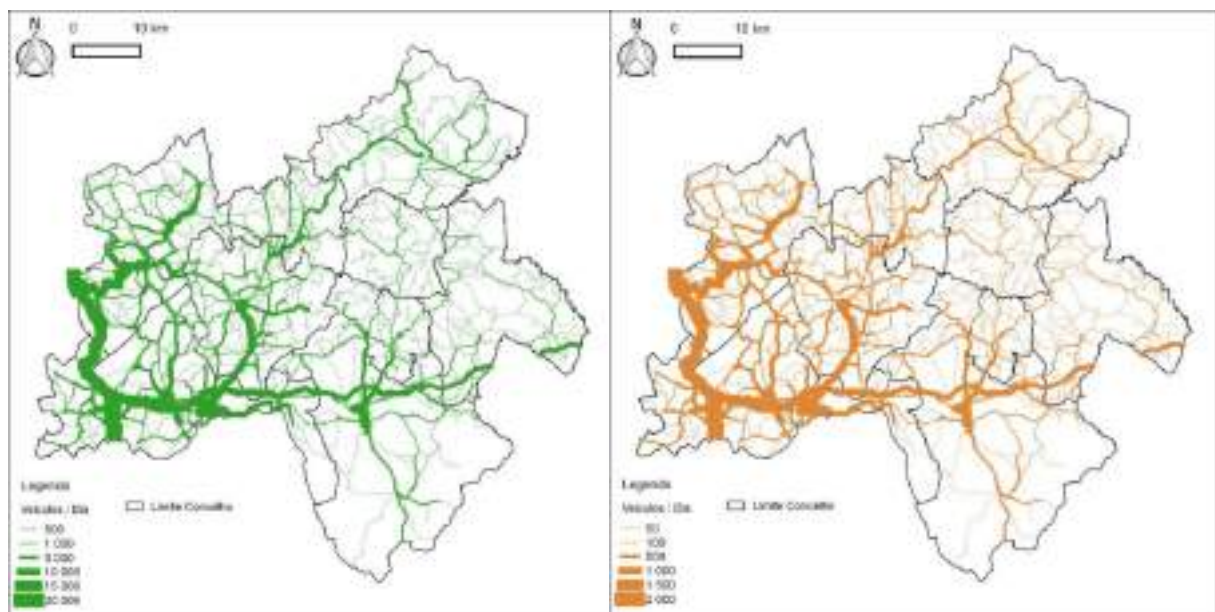 N
0 10 km
Legenda
Veículos / Dia
Limite Concelho
500
1 000
5 000
10 000
15 000
20 000
N
0 10 km
Legenda
Veículos / Dia
Limite Concelho
50
100
500
1 000
1 500
2 000